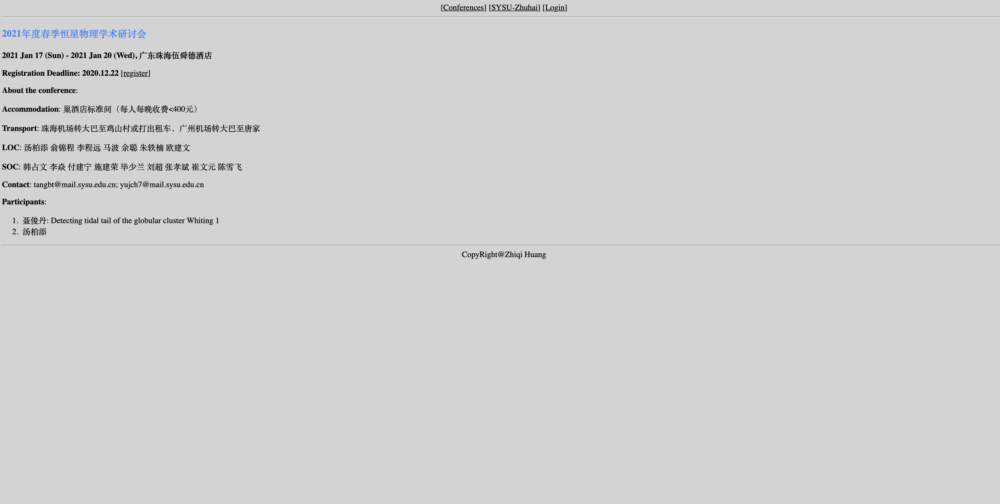 [Conferences] [SYSU-Zhuhai] [Login]
2021年度春季恒星物理学术研讨会
2021 Jan 17 (Sun) - 2021 Jan 20 (Wed), 广东珠海伍舜德酒店
Registration Deadline: 2020.12.22 [register]
About the conference:
Accommodation: 巢酒店标准间（每人每晚收费<400元）
Transport: 珠海机场转大巴至鸡山村或打出租车，广州机场转大巴至唐家
LOC: 汤柏添 俞锦程 李程远 马波 余聪 朱轶楠 欧建文
SOC: 韩占文 李焱 付建宁 施建荣 毕少兰 刘超 张孝斌 崔文元 陈雪飞
Contact: tangbt@mail.sysu.edu.cn; yujch7@mail.sysu.edu.cn
Participants:
1. 聂俊丹: Detecting tidal tail of the globular cluster Whiting 1
2. 汤柏添
CopyRight@Zhiqi Huang